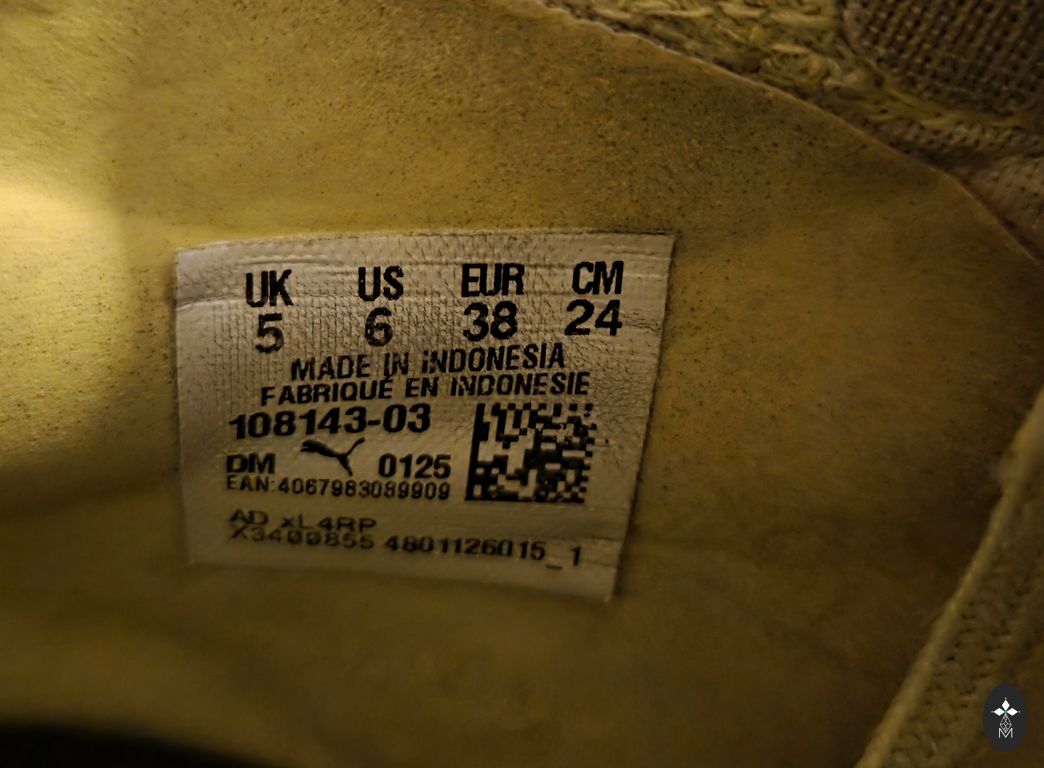 UK US EUR CM
5 6 38 24
MADE IN INDONESIA
FABRIQUÉ EN INDONESIE
108143-03
DM 0125
EAN:4067983089909
AD xL4RP
X3400855 4801126015_1
M